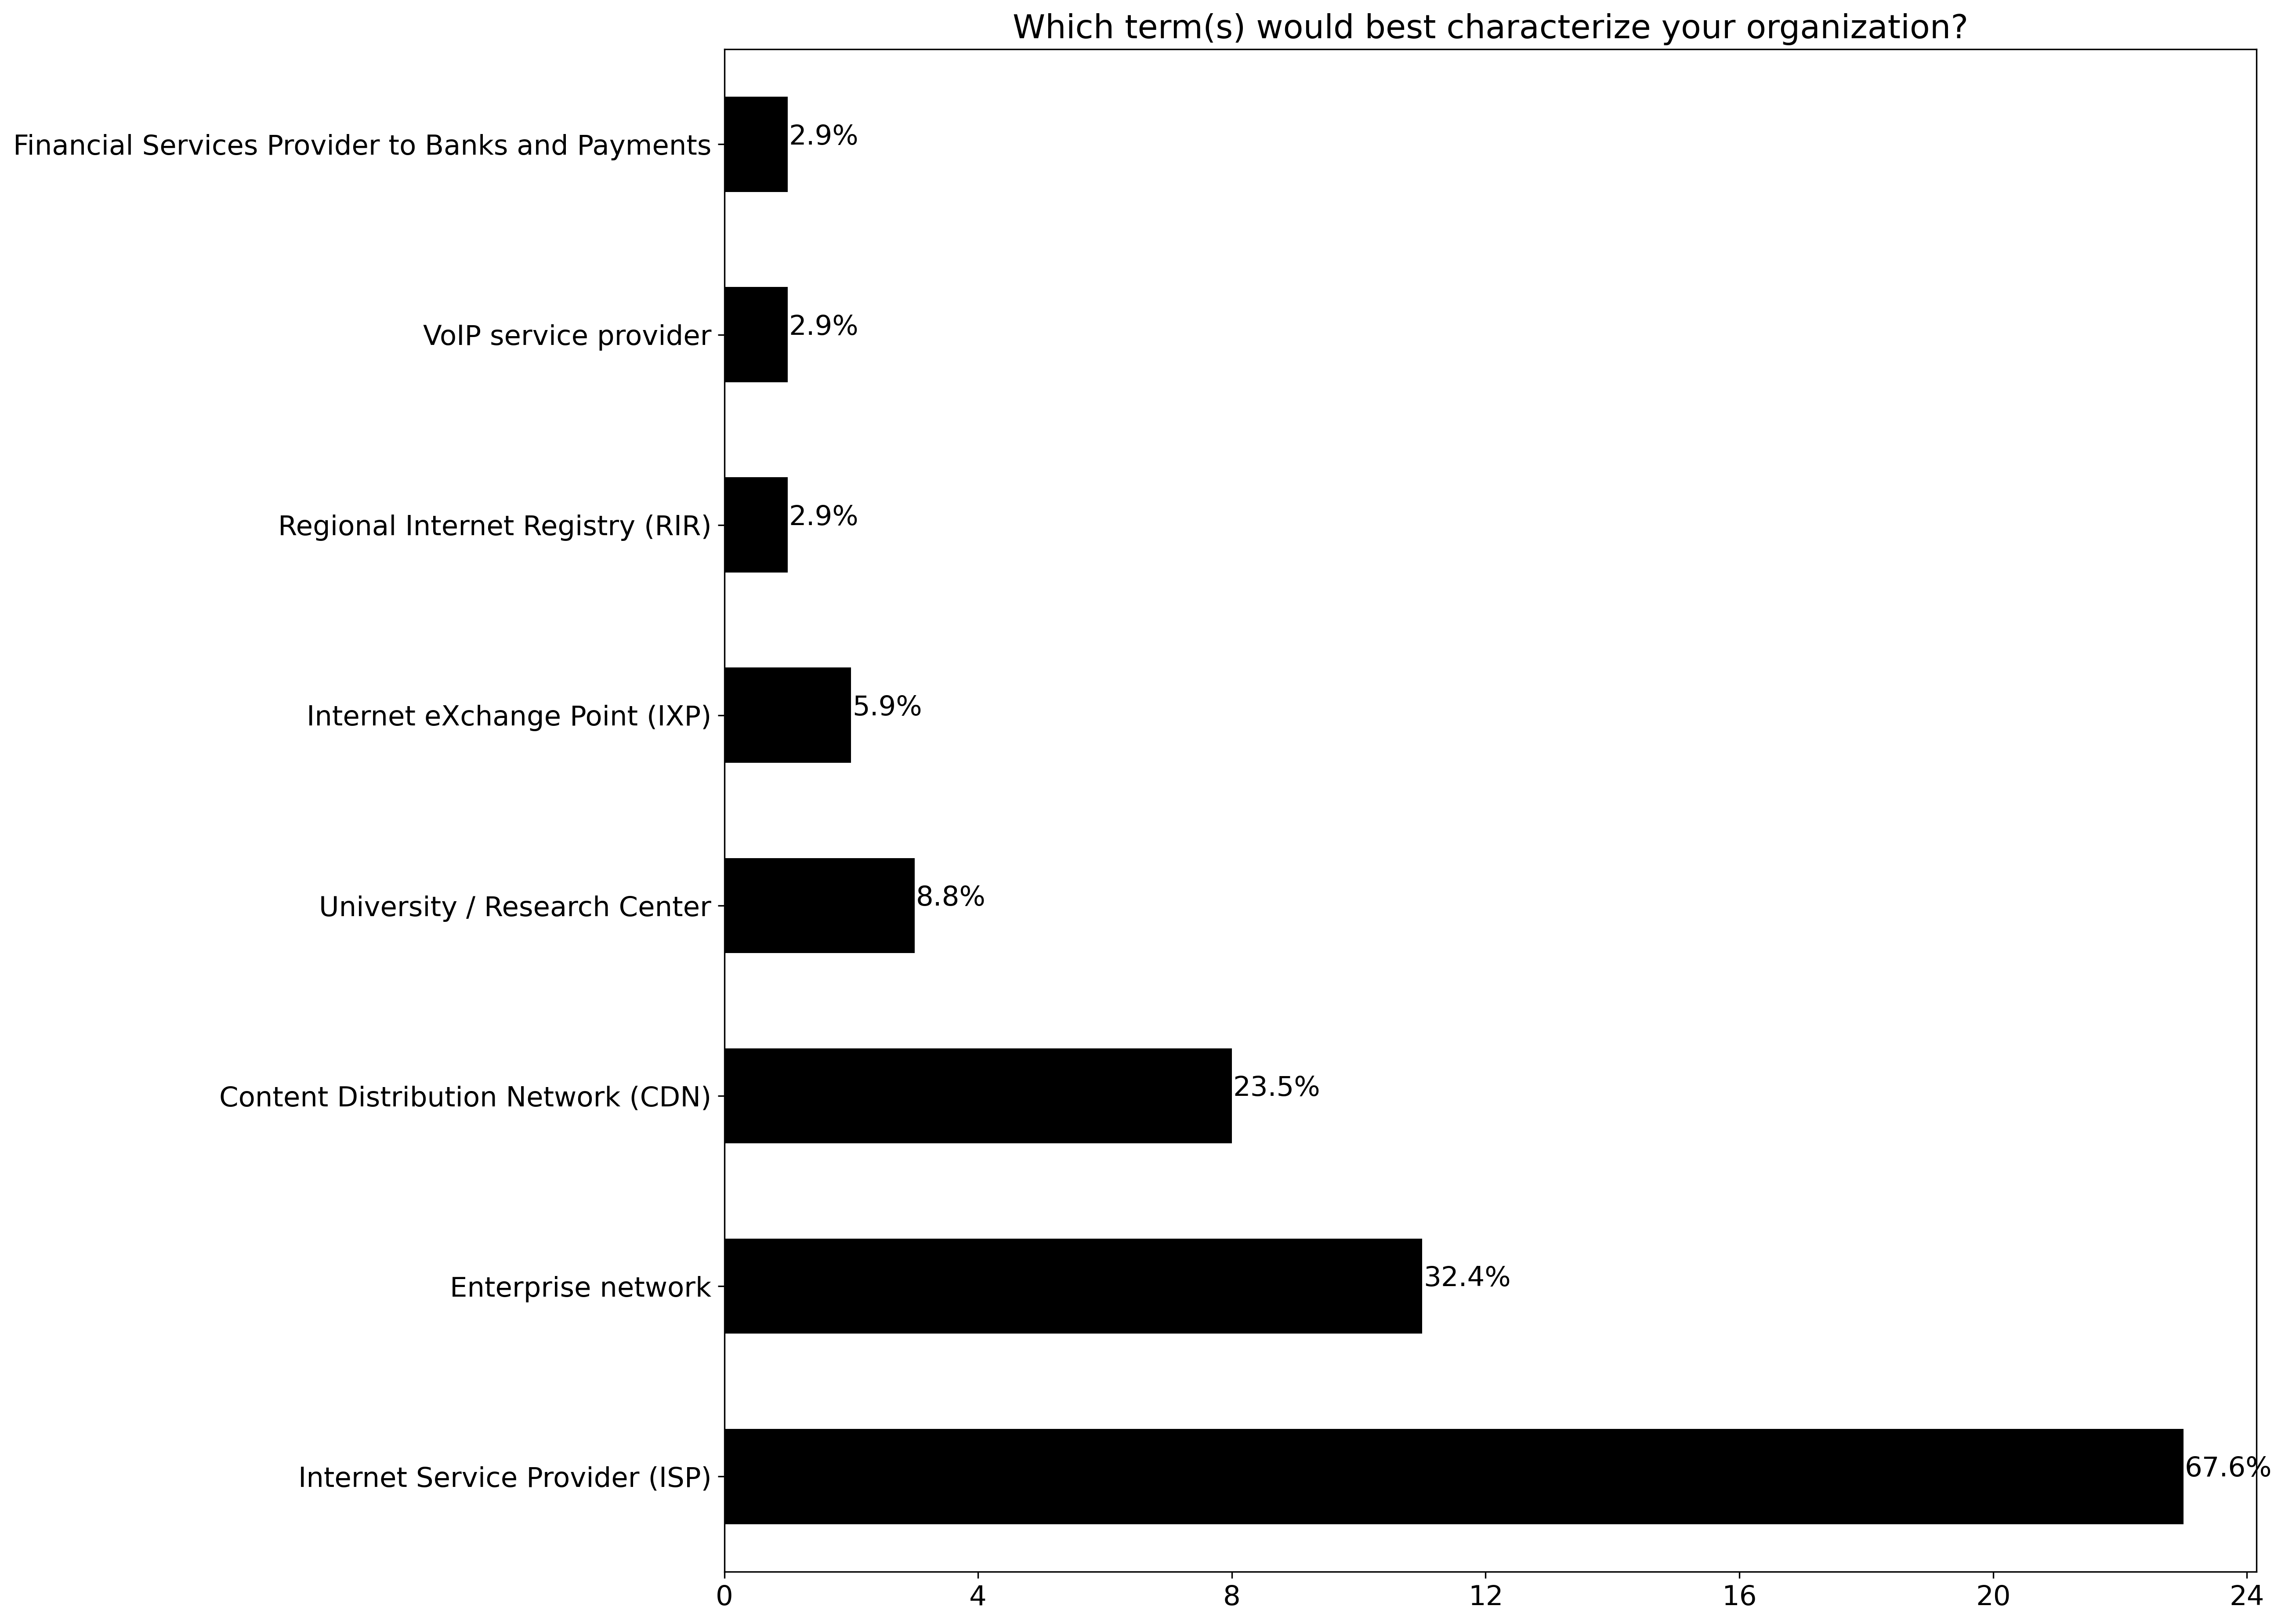 Which term(s) would best characterize your organization?
Financial Services Provider to Banks and Payments
2.9%
VoIP service provider
2.9%
Regional Internet Registry (RIR)
2.9%
Internet eXchange Point (IXP)
5.9%
University / Research Center
8.8%
Content Distribution Network (CDN)
23.5%
Enterprise network
32.4%
Internet Service Provider (ISP)
67.6%
0 4 8 12 16 20 24